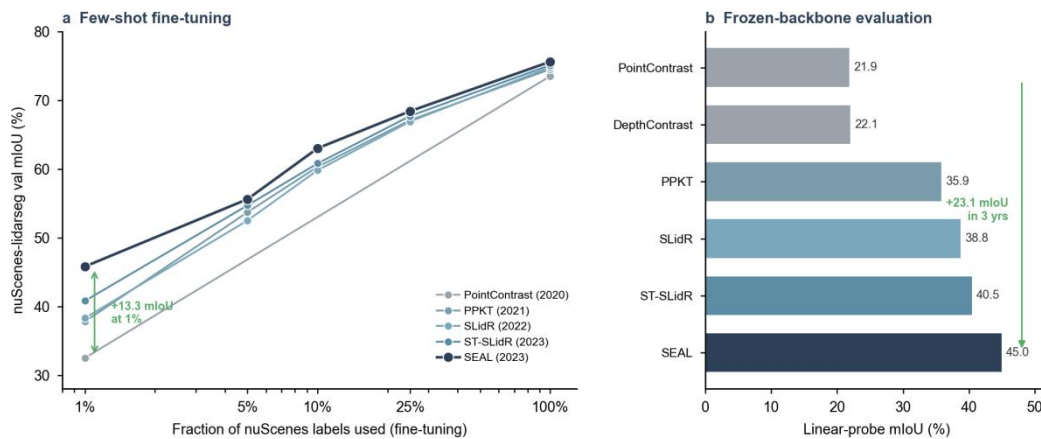 a Few-shot fine-tuning
80
70
60
50
40
30
nuScenes-lidarseg val mIoU (%)
+13.3 mIoU
at 1%
PointContrast (2020)
PPKT (2021)
SLidR (2022)
ST-SLidR (2023)
SEAL (2023)
1% 5% 10% 25% 100%
Fraction of nuScenes labels used (fine-tuning)
b Frozen-backbone evaluation
PointContrast 21.9
DepthContrast 22.1
PPKT 35.9
+23.1 mIoU
in 3 yrs
SLidR 38.8
ST-SLidR 40.5
SEAL 45.0
0 10 20 30 40 50
Linear-probe mIoU (%)